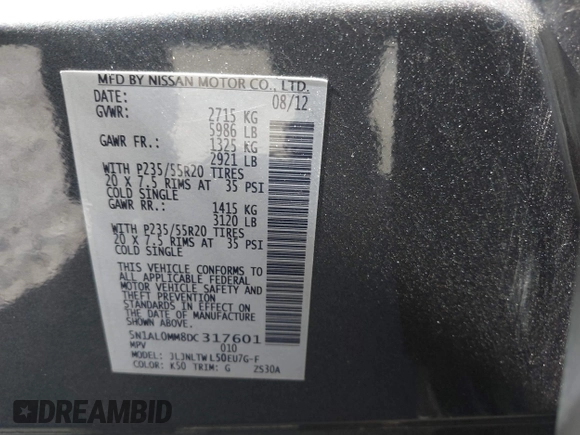 MFD BY NISSAN MOTOR CO., LTD.
DATE: 08/12
GVWR: 2715 KG
5986 LB
GAWR FR.: 1325 KG
2921 LB
WITH P235/55R20 TIRES
20 X 7.5 RIMS AT 35 PSI
COLD SINGLE
GAWR RR.: 1415 KG
3120 LB
WITH P235/55R20 TIRES
20 X 7.5 RIMS AT 35 PSI
COLD SINGLE
THIS VEHICLE CONFORMS TO
ALL APPLICABLE FEDERAL
MOTOR VEHICLE SAFETY AND
THEFT PREVENTION
STANDARDS IN EFFECT ON
THE DATE OF MANUFACTURE
SHOWN ABOVE.
5N1AL0MM8DC317601
MPV 010
MODEL: JLJNLTWL50EU7G-F
COLOR: K50 TRIM: G 2S30A
DREAMBID